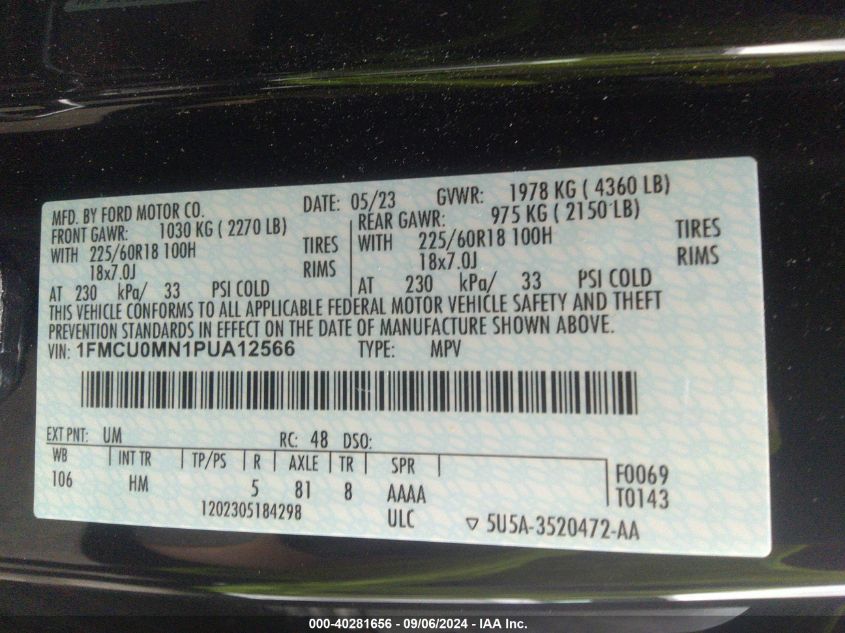 MFD. BY FORD MOTOR CO. DATE: 05/23 GVWR: 1978 KG ( 4360 LB)
FRONT GAWR: 1030 KG ( 2270 LB) REAR GAWR: 975 KG ( 2150 LB)
WITH 225/60R18 100H TIRES WITH 225/60R18 100H TIRES
18x7.0J RIMS 18x7.0J RIMS
AT 230 kPa/ 33 PSI COLD AT 230 kPa/ 33 PSI COLD
THIS VEHICLE CONFORMS TO ALL APPLICABLE FEDERAL MOTOR VEHICLE SAFETY AND THEFT
PREVENTION STANDARDS IN EFFECT ON THE DATE OF MANUFACTURE SHOWN ABOVE.
VIN: 1FMCU0MN1PUA12566 TYPE: MPV
EXT PNT: UM RC: 48 DSO:
WB INT TR TP/PS R AXLE TR SPR F0069
106 HM 5 81 8 AAAA T0143
1202305184298 ULC ▽ 5U5A-3520472-AA
000-40281656 - 09/06/2024 - IAA Inc.